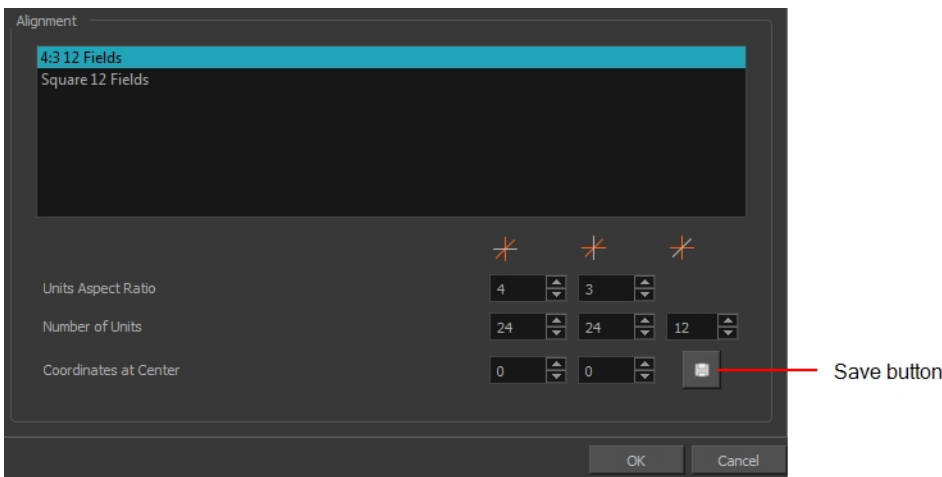 Alignment
4:3 12 Fields
Square 12 Fields
Units Aspect Ratio 4 3
Number of Units 24 24 12
Coordinates at Center 0 0 Save button
OK Cancel